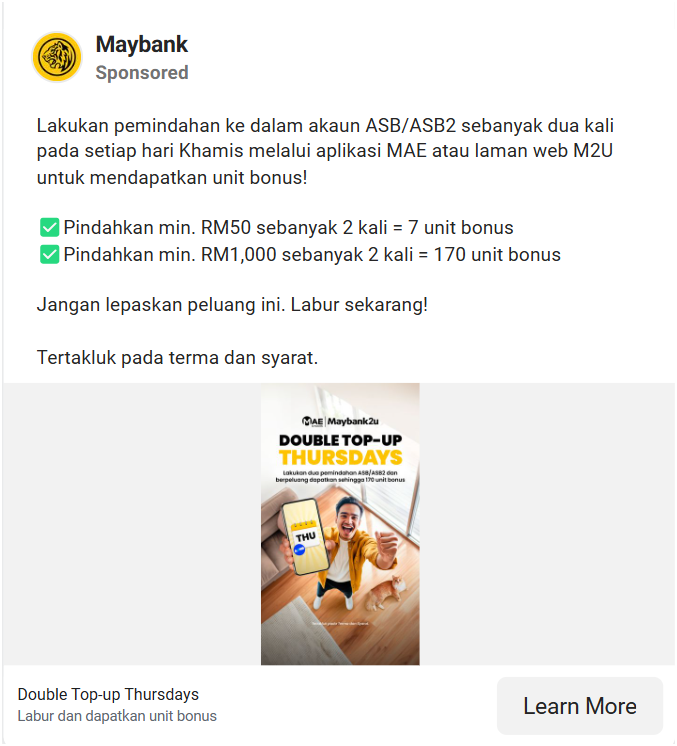 Maybank
Sponsored
Lakukan pemindahan ke dalam akaun ASB/ASB2 sebanyak dua kali
pada setiap hari Khamis melalui aplikasi MAE atau laman web M2U
untuk mendapatkan unit bonus!
✅Pindahkan min. RM50 sebanyak 2 kali = 7 unit bonus
✅Pindahkan min. RM1,000 sebanyak 2 kali = 170 unit bonus
Jangan lepaskan peluang ini. Labur sekarang!
Tertakluk pada terma dan syarat.
MAE | Maybank2u
DOUBLE TOP-UP
THURSDAYS
Lakukan dua pemindahan ASB/ASB2 dan
berpeluang dapatkan sehingga 170 unit bonus
THU
Double Top-up Thursdays
Labur dan dapatkan unit bonus
Learn More